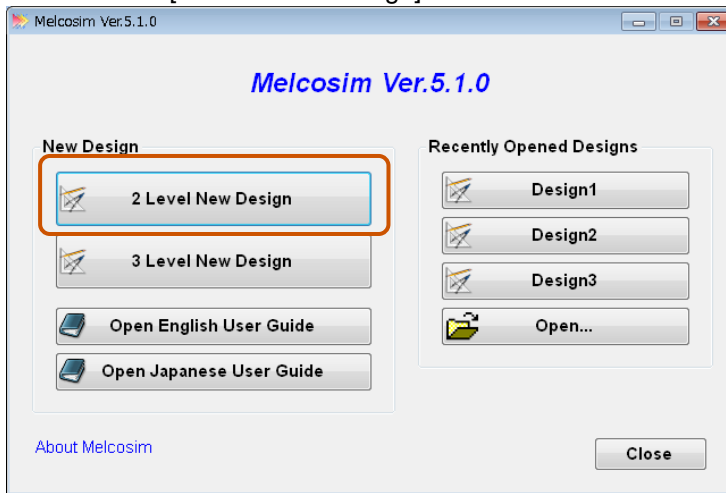 Melcosim Ver.5.1.0
Melcosim Ver.5.1.0
New Design
2 Level New Design
3 Level New Design
Open English User Guide
Open Japanese User Guide
Recently Opened Designs
Design1
Design2
Design3
Open...
About Melcosim
Close